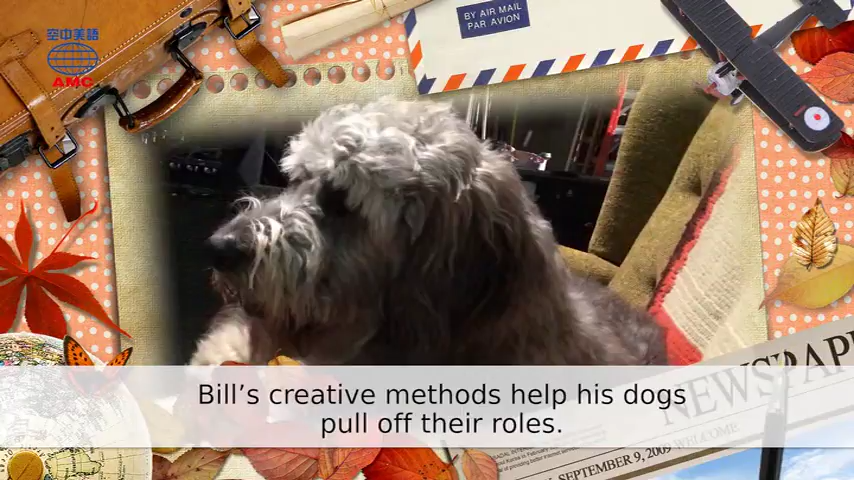 空中美語
AMC
BY AIR MAIL
PAR AVION
NEWSPAP
WELCOME
SEPTEMBER 9, 2009
Bill’s creative methods help his dogs
pull off their roles.